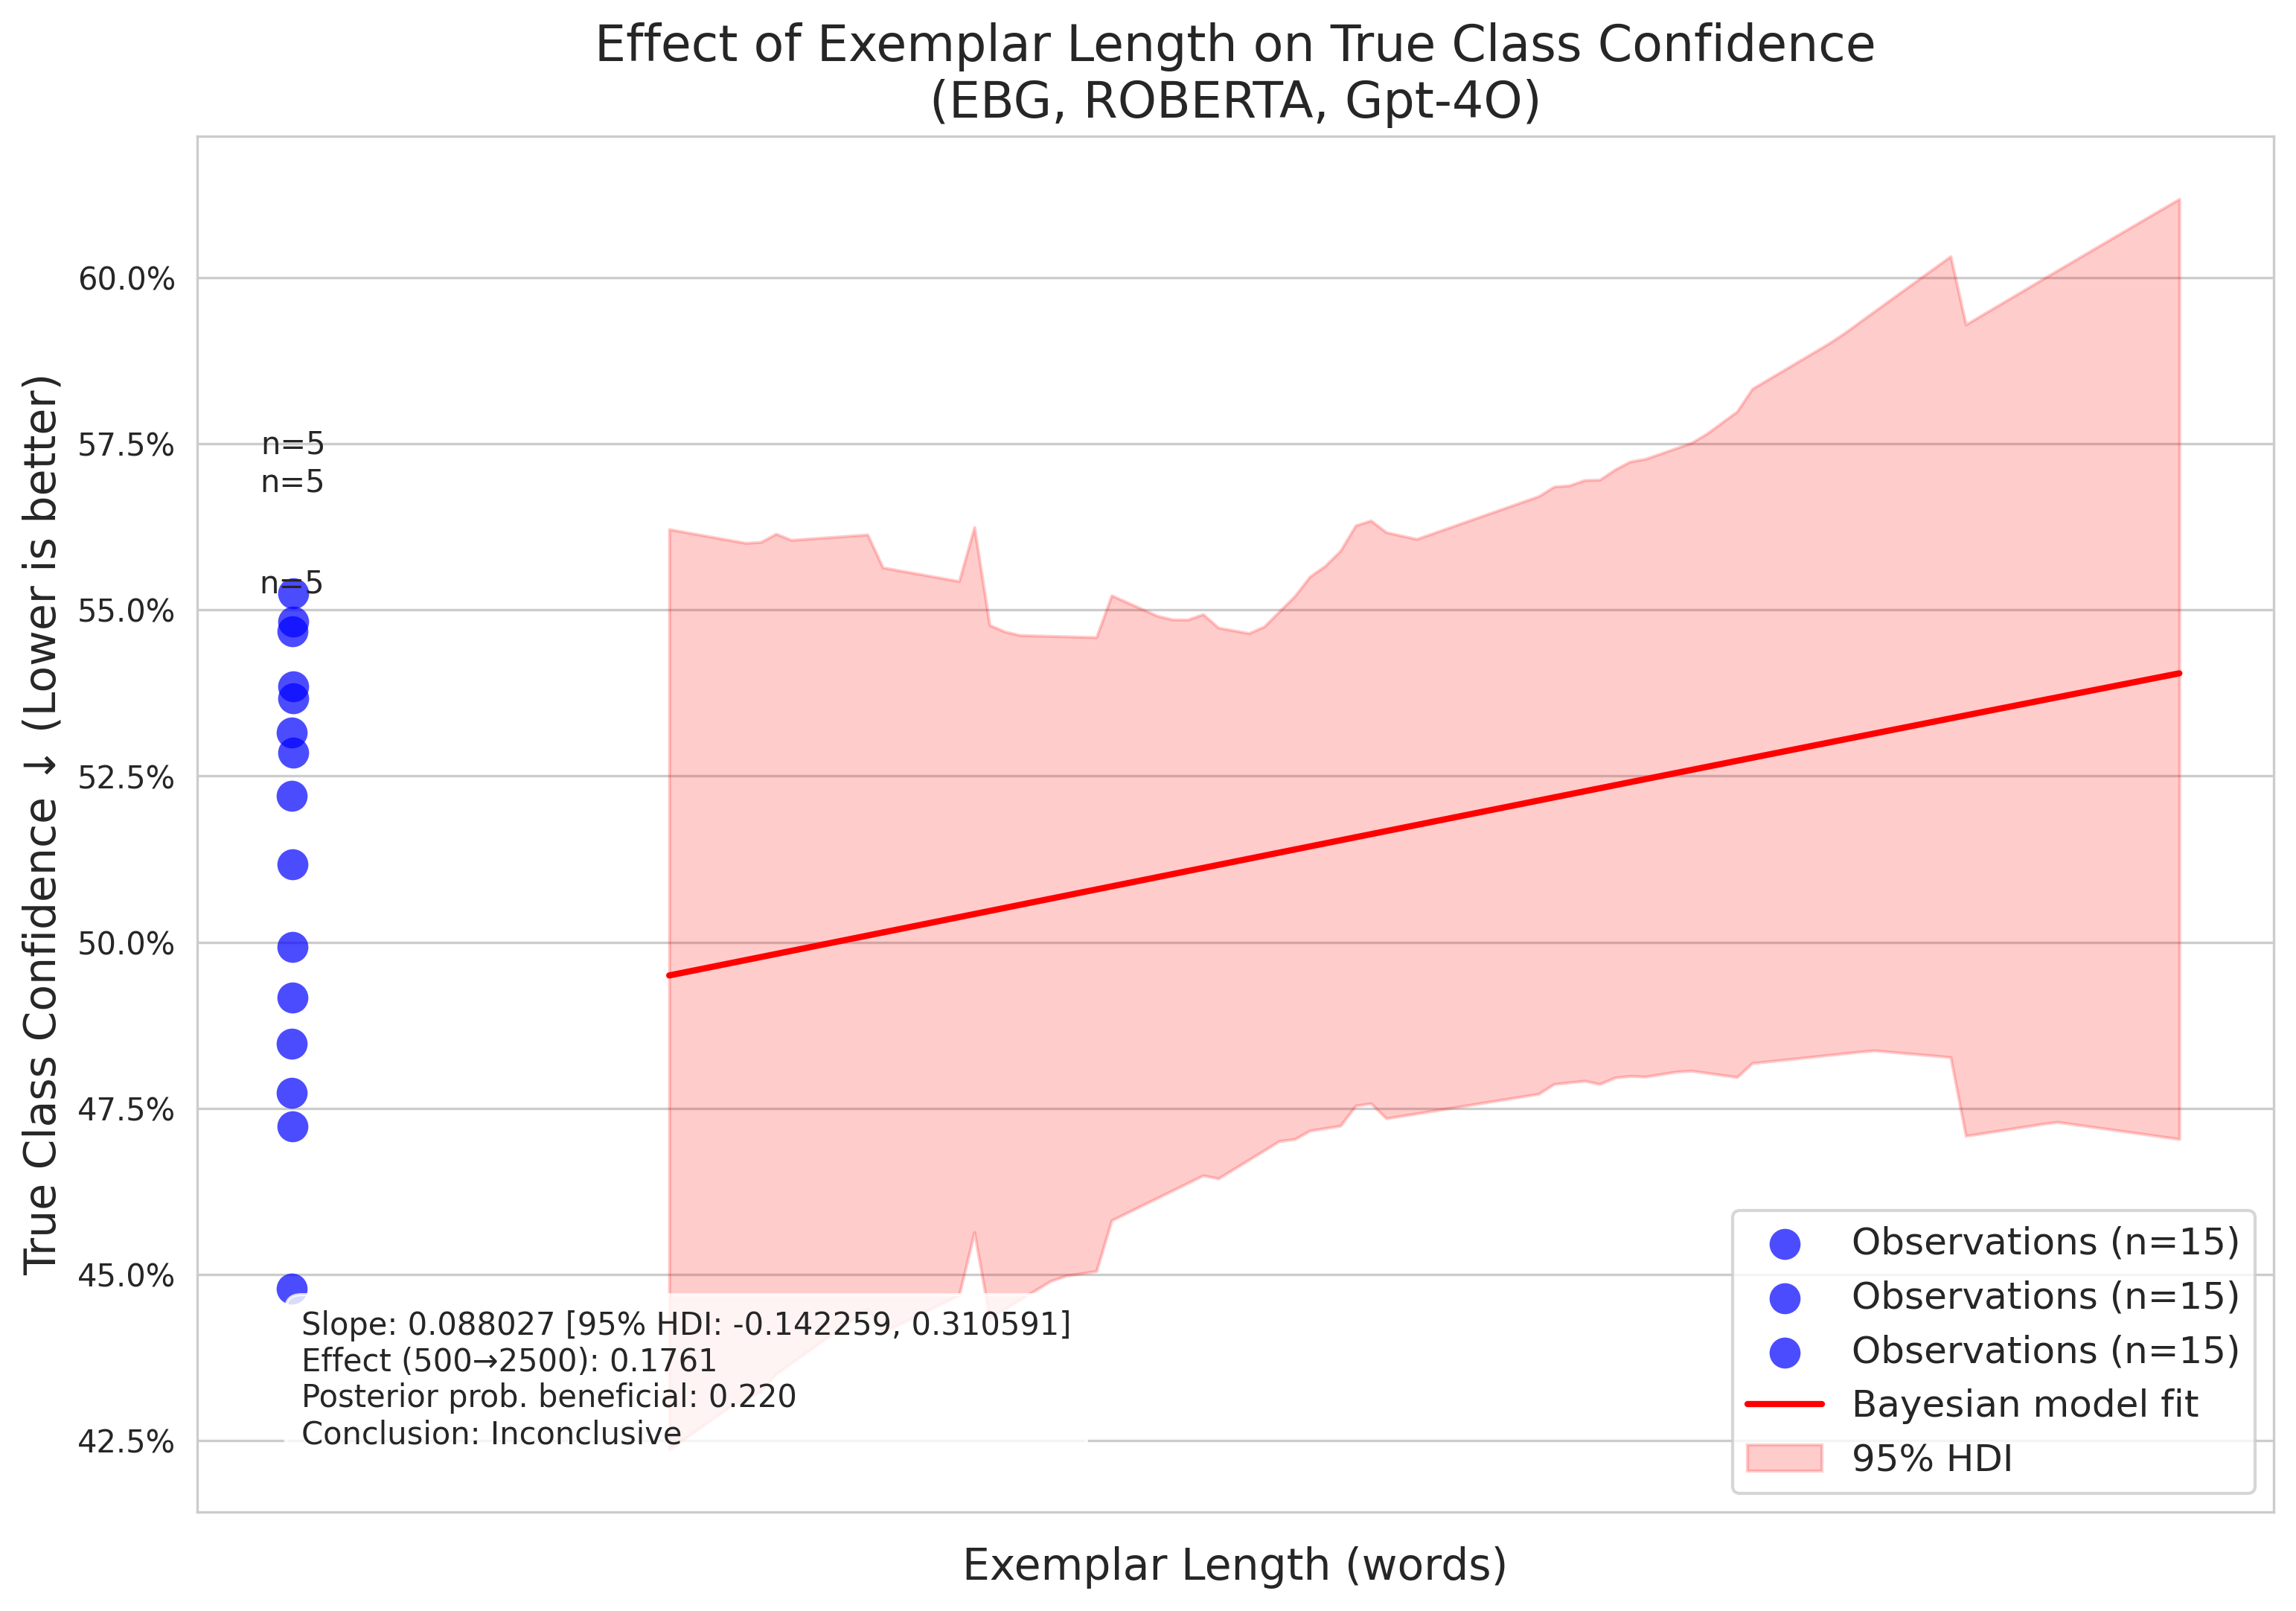 Effect of Exemplar Length on True Class Confidence
(EBG, ROBERTA, Gpt-4O)
True Class Confidence ↓ (Lower is better)
60.0%
57.5%
55.0%
52.5%
50.0%
47.5%
45.0%
42.5%
n=5
n=5
n=5
Slope: 0.088027 [95% HDI: -0.142259, 0.310591]
Effect (500→2500): 0.1761
Posterior prob. beneficial: 0.220
Conclusion: Inconclusive
Observations (n=15)
Observations (n=15)
Observations (n=15)
Bayesian model fit
95% HDI
Exemplar Length (words)